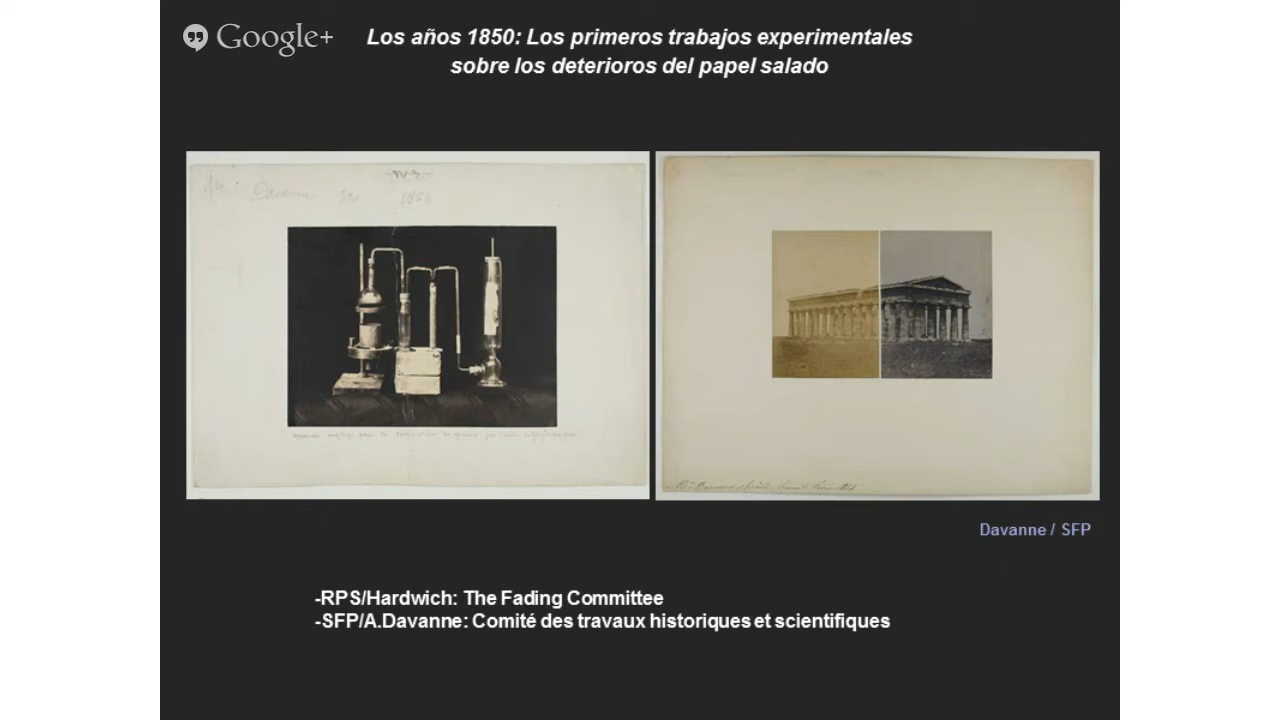 Google+
Los años 1850: Los primeros trabajos experimentales
sobre los deterioros del papel salado
Davanne
Davanne / SFP
-RPS/Hardwich: The Fading Committee
-SFP/A.Davanne: Comité des travaux historiques et scientifiques